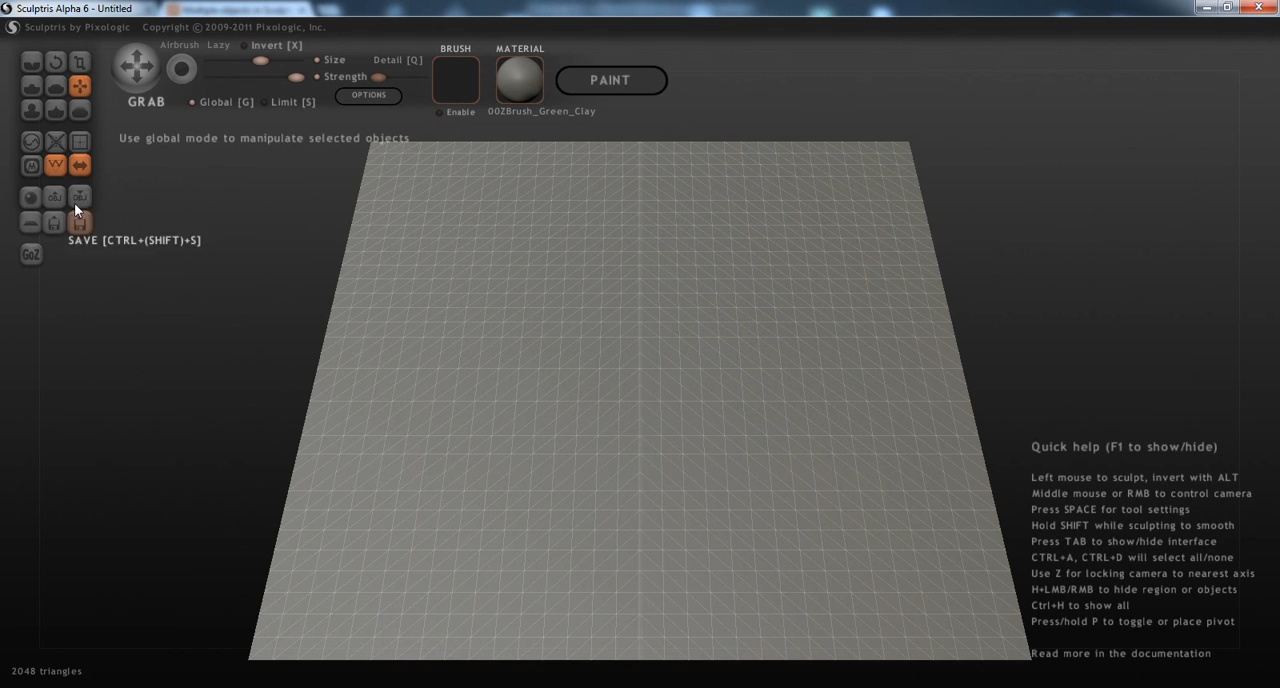 Sculptris Alpha 6 - Untitled
Sculptris by Pixologic Copyright © 2009-2011 Pixologic, Inc.
Airbrush Lazy Invert [X]
Size Detail [Q]
Strength
GRAB Global [G] Limit [S] OPTIONS
BRUSH MATERIAL
PAINT
Enable 00ZBrush_Green_Clay
Use global mode to manipulate selected objects
OBJ OBJ
SAVE [CTRL+(SHIFT)+S]
GoZ
Quick help (F1 to show/hide)
Left mouse to sculpt, invert with ALT
Middle mouse or RMB to control camera
Press SPACE for tool settings
Hold SHIFT while sculpting to smooth
Press TAB to show/hide interface
CTRL+A, CTRL+D will select all/none
Use Z for locking camera to nearest axis
H+LMB/RMB to hide region or objects
Ctrl+H to show all
Press/hold P to toggle or place pivot
Read more in the documentation
2048 triangles